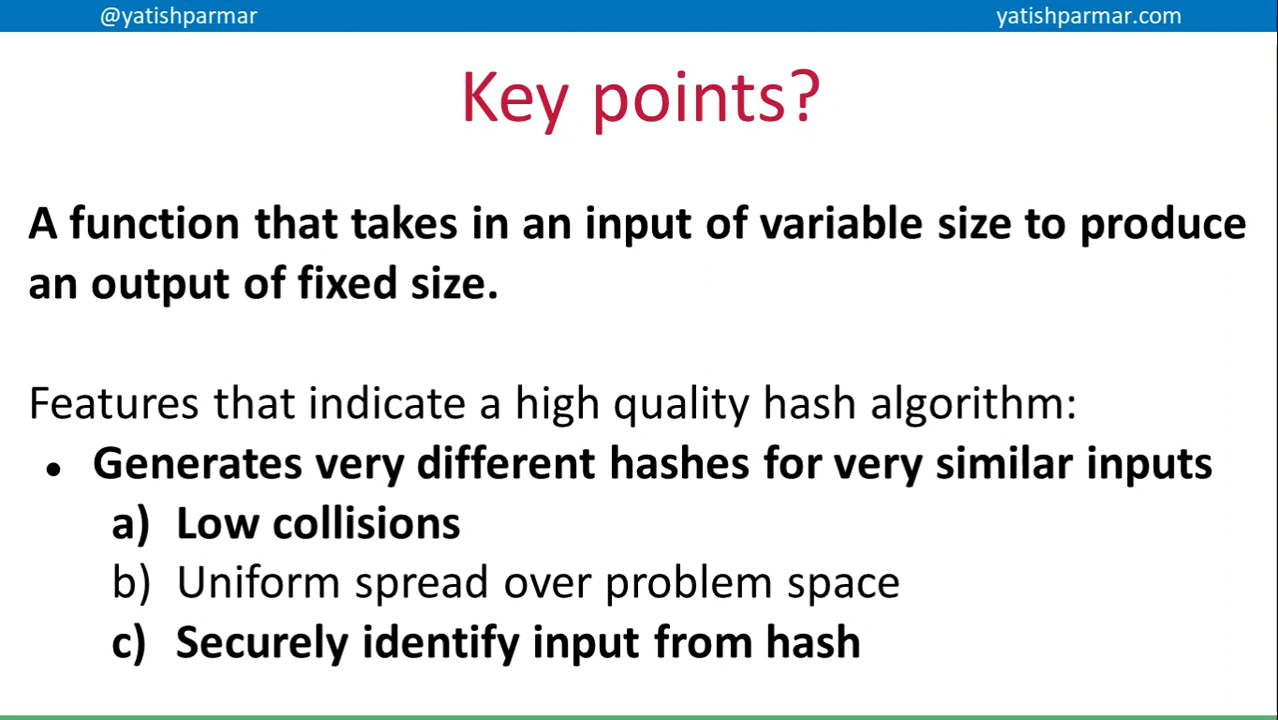 @yatishparmar
yatishparmar.com
Key points?
A function that takes in an input of variable size to produce
an output of fixed size.
Features that indicate a high quality hash algorithm:
• Generates very different hashes for very similar inputs
a) Low collisions
b) Uniform spread over problem space
c) Securely identify input from hash